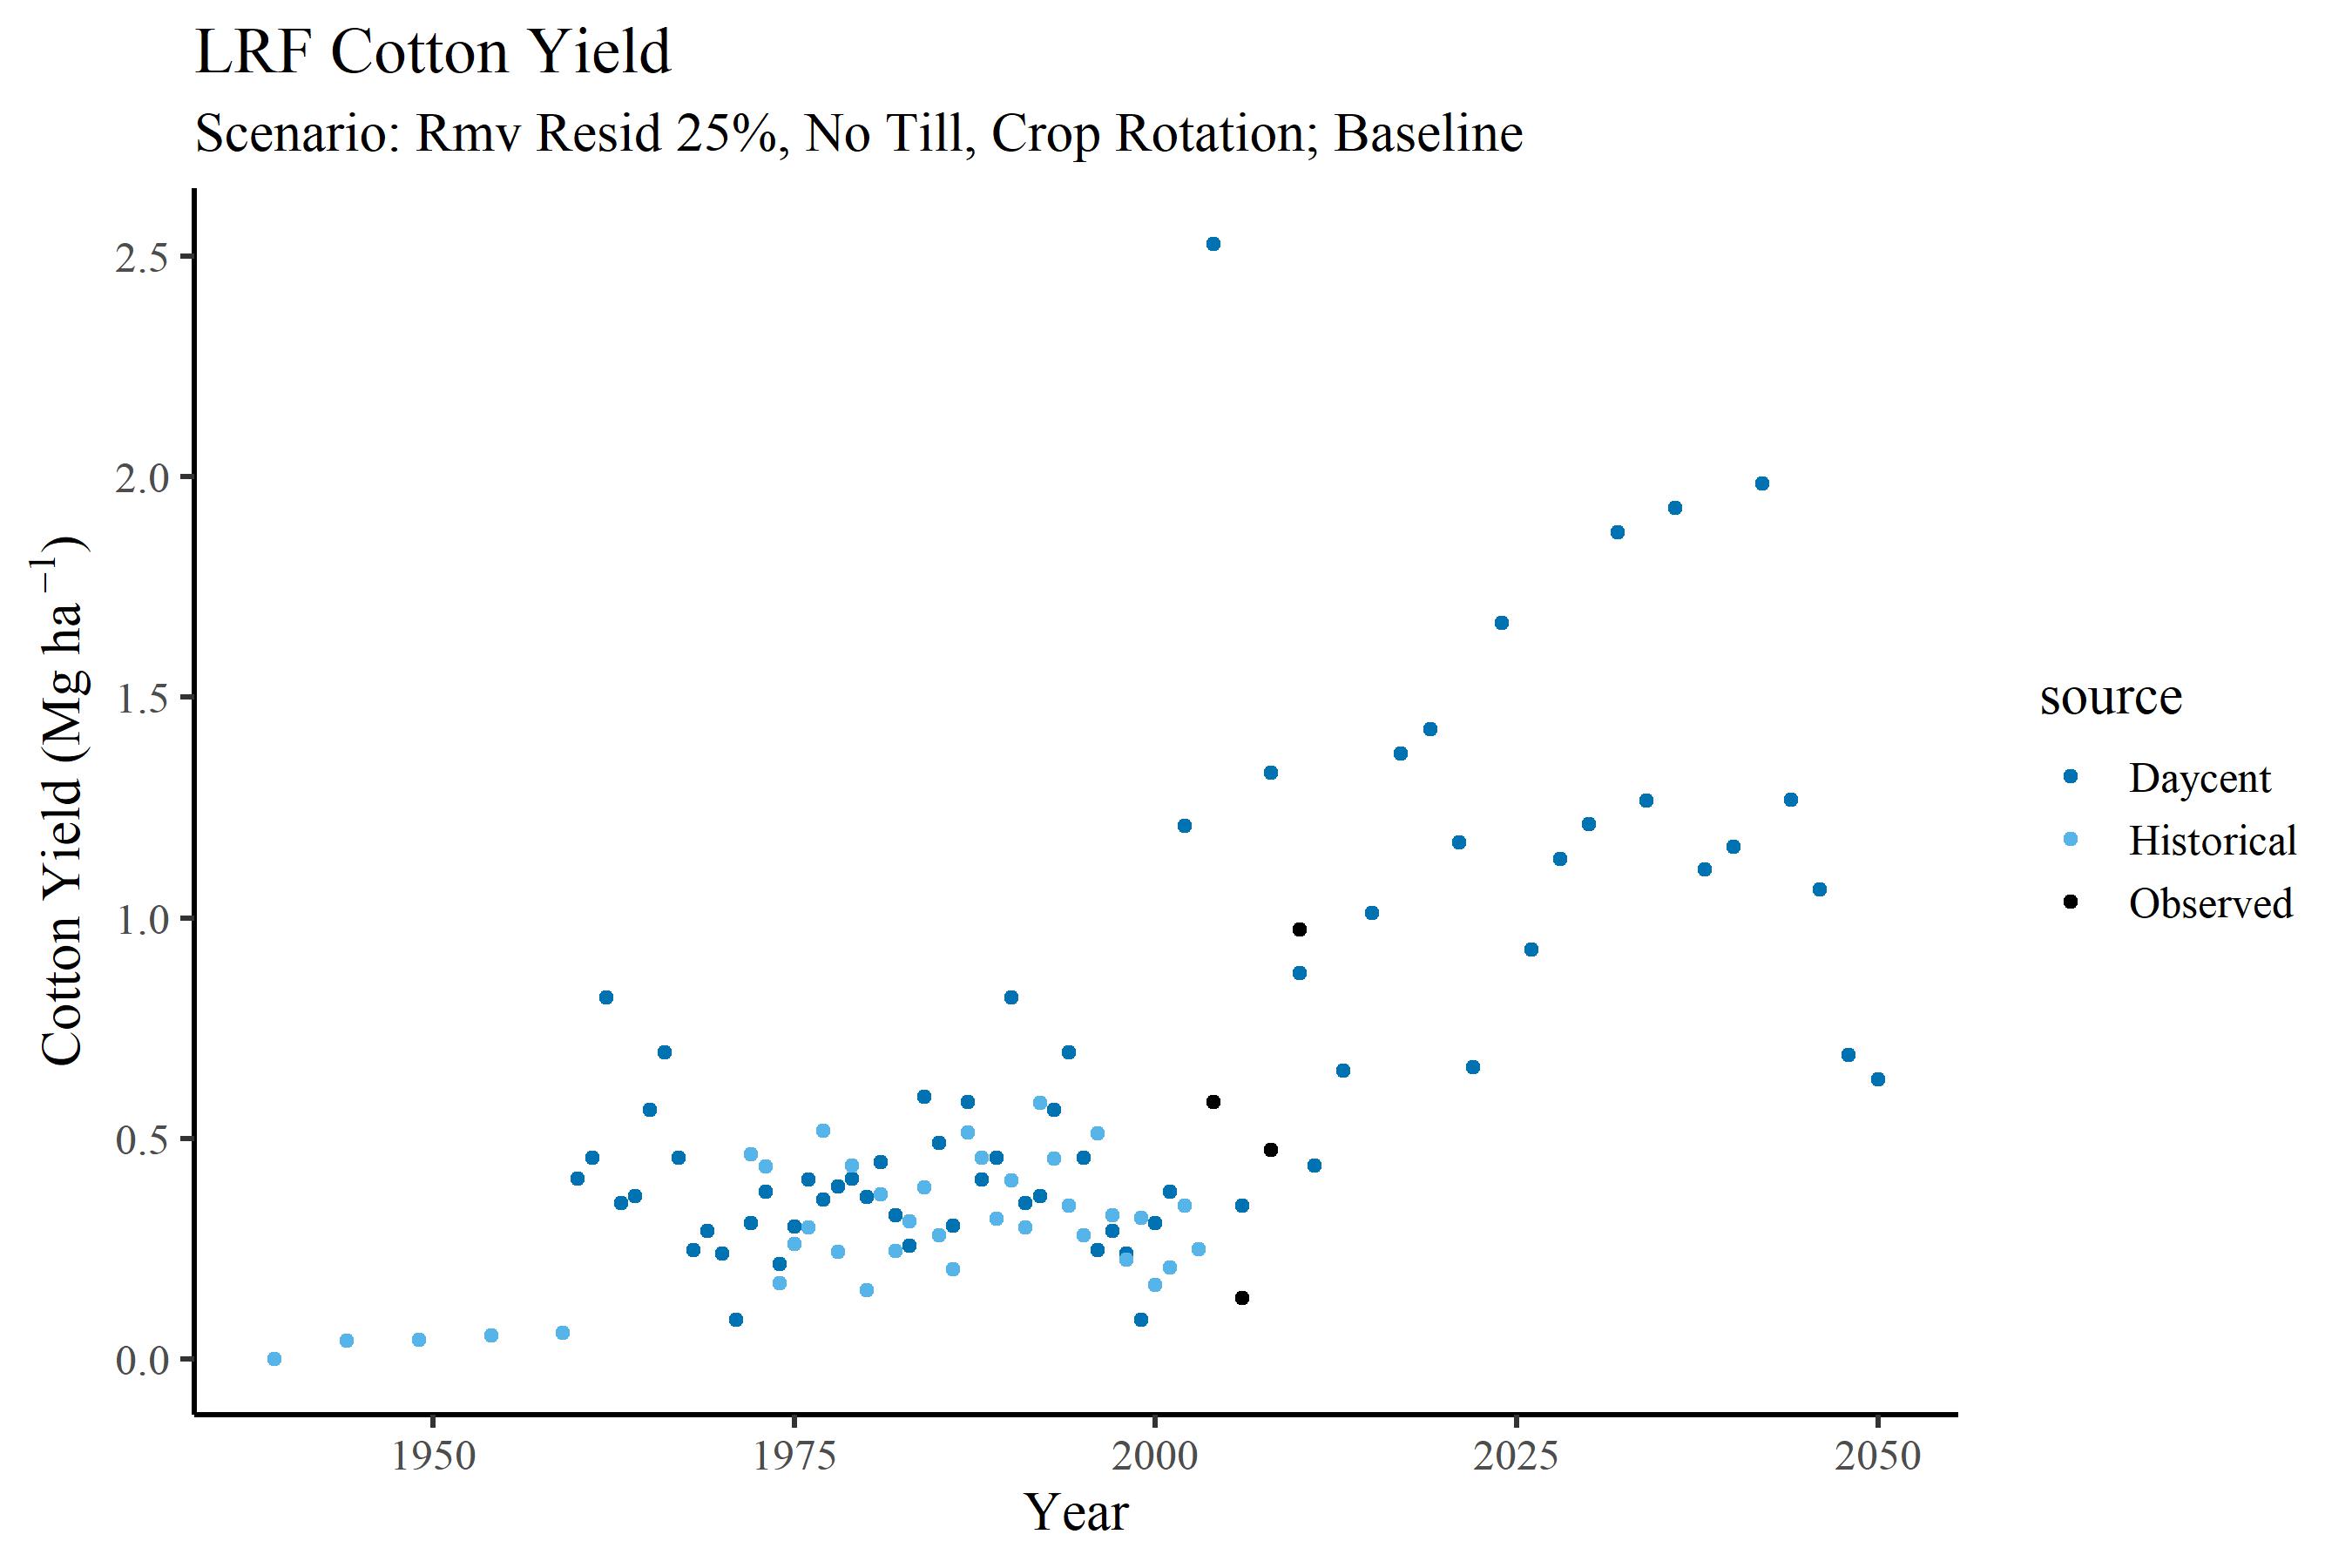 LRF Cotton Yield
Scenario: Rmv Resid 25%, No Till, Crop Rotation; Baseline
Cotton Yield (Mg ha⁻¹)
2.5
2.0
1.5
1.0
0.5
0.0
1950 1975 2000 2025 2050
Year
source
Daycent
Historical
Observed